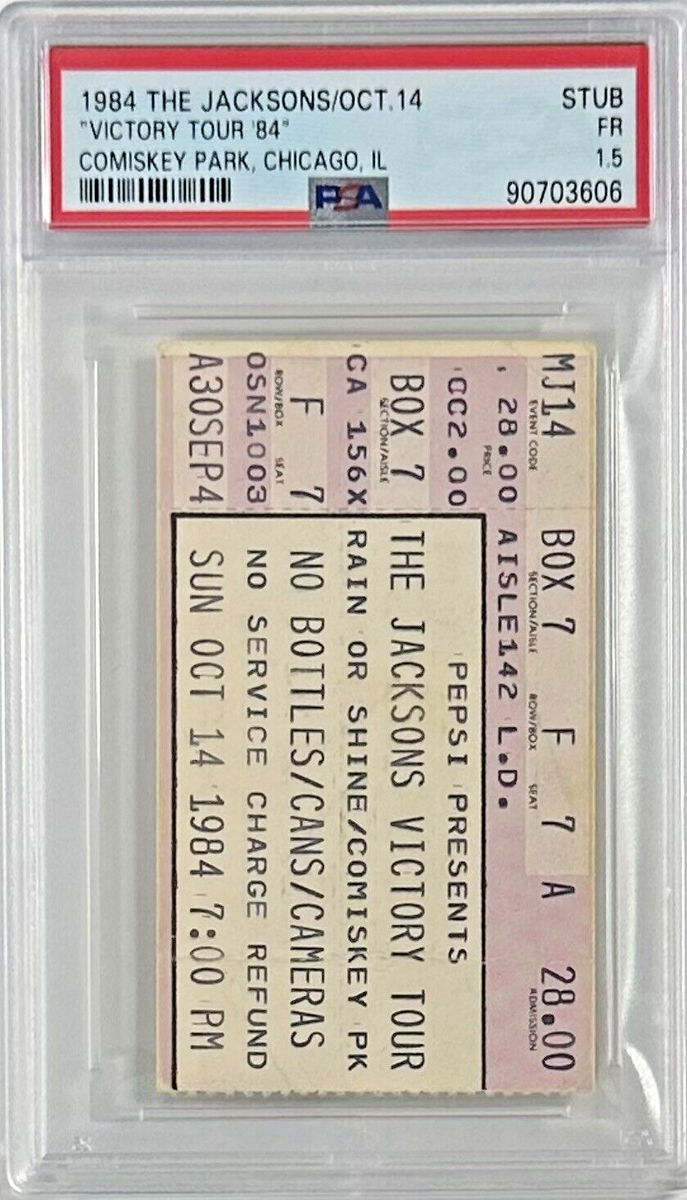 1984 THE JACKSONS/OCT.14 STUB
"VICTORY TOUR '84" FR
COMISKEY PARK, CHICAGO, IL 1.5
PSA 90703606
MJ14 BOX 7 F 7 A 28.00
EVENT CODE SECTION/AISLE ROW/BOX SEAT ADMISSION
28.00 AISLE142 L.D.
PRICE
CC2.00 PEPSI PRESENTS
BOX 7 THE JACKSONS VICTORY TOUR
SECTION/AISLE
CA 156X RAIN OR SHINE/COMISKEY PK
F 7 NO BOTTLES/CANS/CAMERAS
ROW/BOX SEAT
OSN1003 NO SERVICE CHARGE REFUND
A30SEP4 SUN OCT 14 1984 7:00 PM